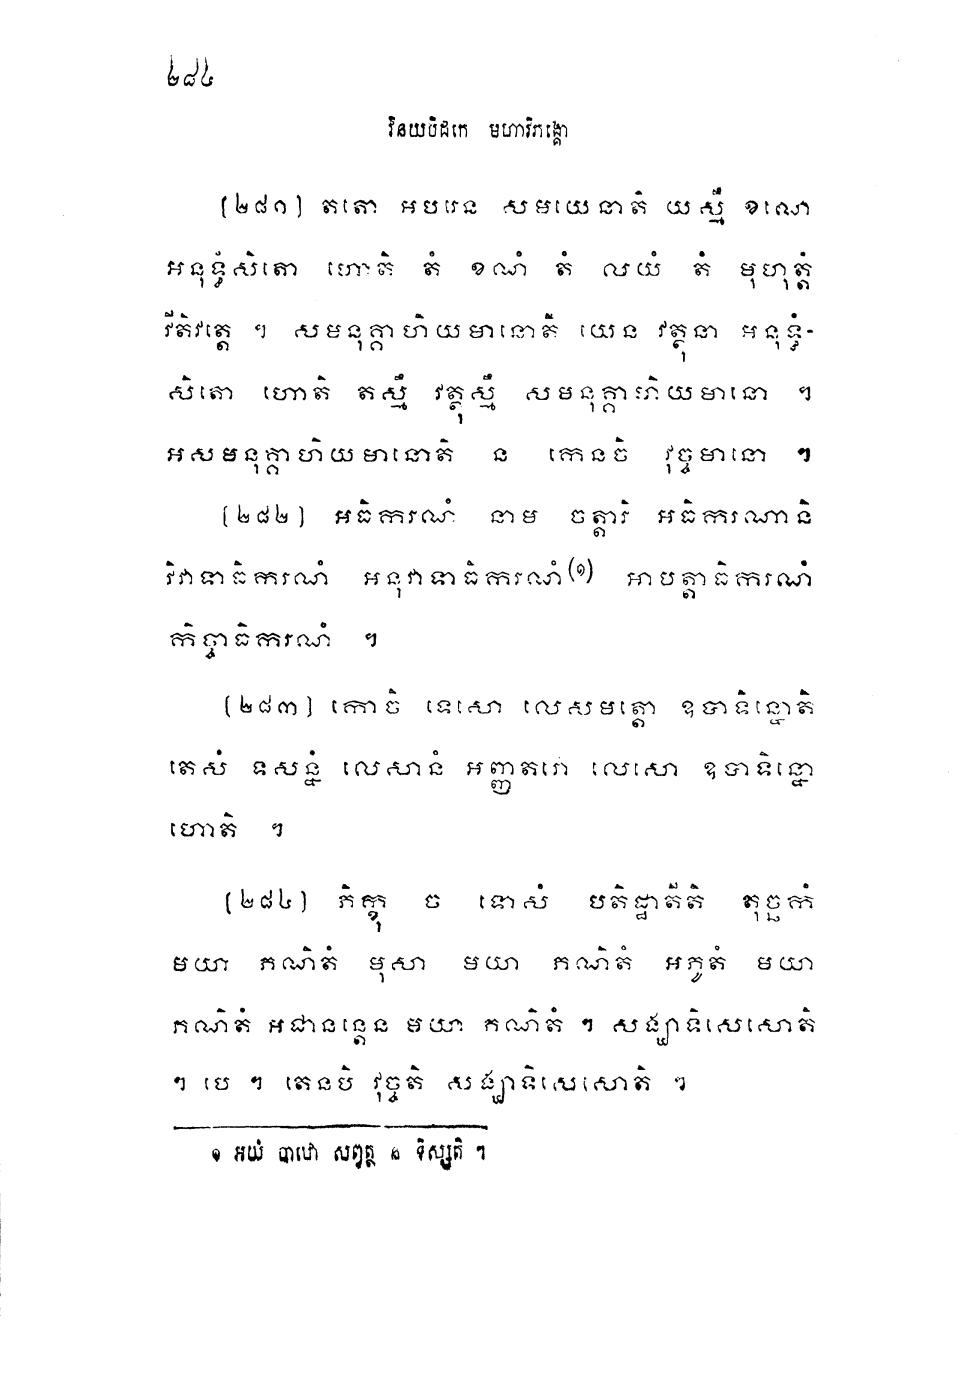 ២៨៤
វិនយបិដកេ មហាវិភង្គោ
(២៨១) តតោ អបរេន សមយេនាតិ យស្មឹ ខណេ
អនុទ្ធំសិតោ ហោតិ តំ ខណំ តំ លយំ តំ មុហុត្តំ
វីតិវត្តេ ។ សមនុគ្គាហិយមានោតិ យេន វត្ថុនា អនុទ្ធំ-
សិតោ ហោតិ តស្មឹ វត្ថុស្មឹ សមនុគ្គាហិយមានោ ។
អសមនុគ្គាហិយមានោតិ ន កេនចិ វុច្ចមានោ ។
(២៨២) អធិករណំ នាម ចត្តារិ អធិករណានិ
វិវាទាធិករណំ អនុវាទាធិករណំ(១) អាបត្តាធិករណំ
កិច្ចាធិករណំ ។
(២៨៣) កោចិ ទេសោ លេសមត្តោ ឧបាទិន្នោតិ
តេសំ ទសន្នំ លេសានំ អញ្ញតរោ លេសោ ឧបាទិន្នោ
ហោតិ ។
(២៨៤) ភិក្ខុ ច ទោសំ បតិដ្ឋាតីតិ តុច្ឆកំ
មយា ភណិតំ មុសា មយា ភណិតំ អភូតំ មយា
ភណិតំ អជានន្តេន មយា ភណិតំ ។ សង្ឃាទិសេសោតិ
។ បេ ។ តេនបិ វុច្ចតិ សង្ឃាទិសេសោតិ ។
១ អយំ បាឋោ សព្វត្ថ ន ទិស្សតិ ។